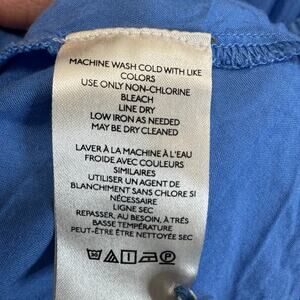 MACHINE WASH COLD WITH LIKE
COLORS
USE ONLY NON-CHLORINE
BLEACH
LINE DRY
LOW IRON AS NEEDED
MAY BE DRY CLEANED
LAVER À LA MACHINE À L'EAU
FROIDE AVEC COULEURS
SIMILAIRES
UTILISER UN AGENT DE
BLANCHIMENT SANS CHLORE SI
NÉCESSAIRE
LIGNE SEC
REPASSER, AU BESOIN, À TRÈS
BASSE TEMPÉRATURE
PEUT-ÊTRE ÊTRE NETTOYÉE SEC